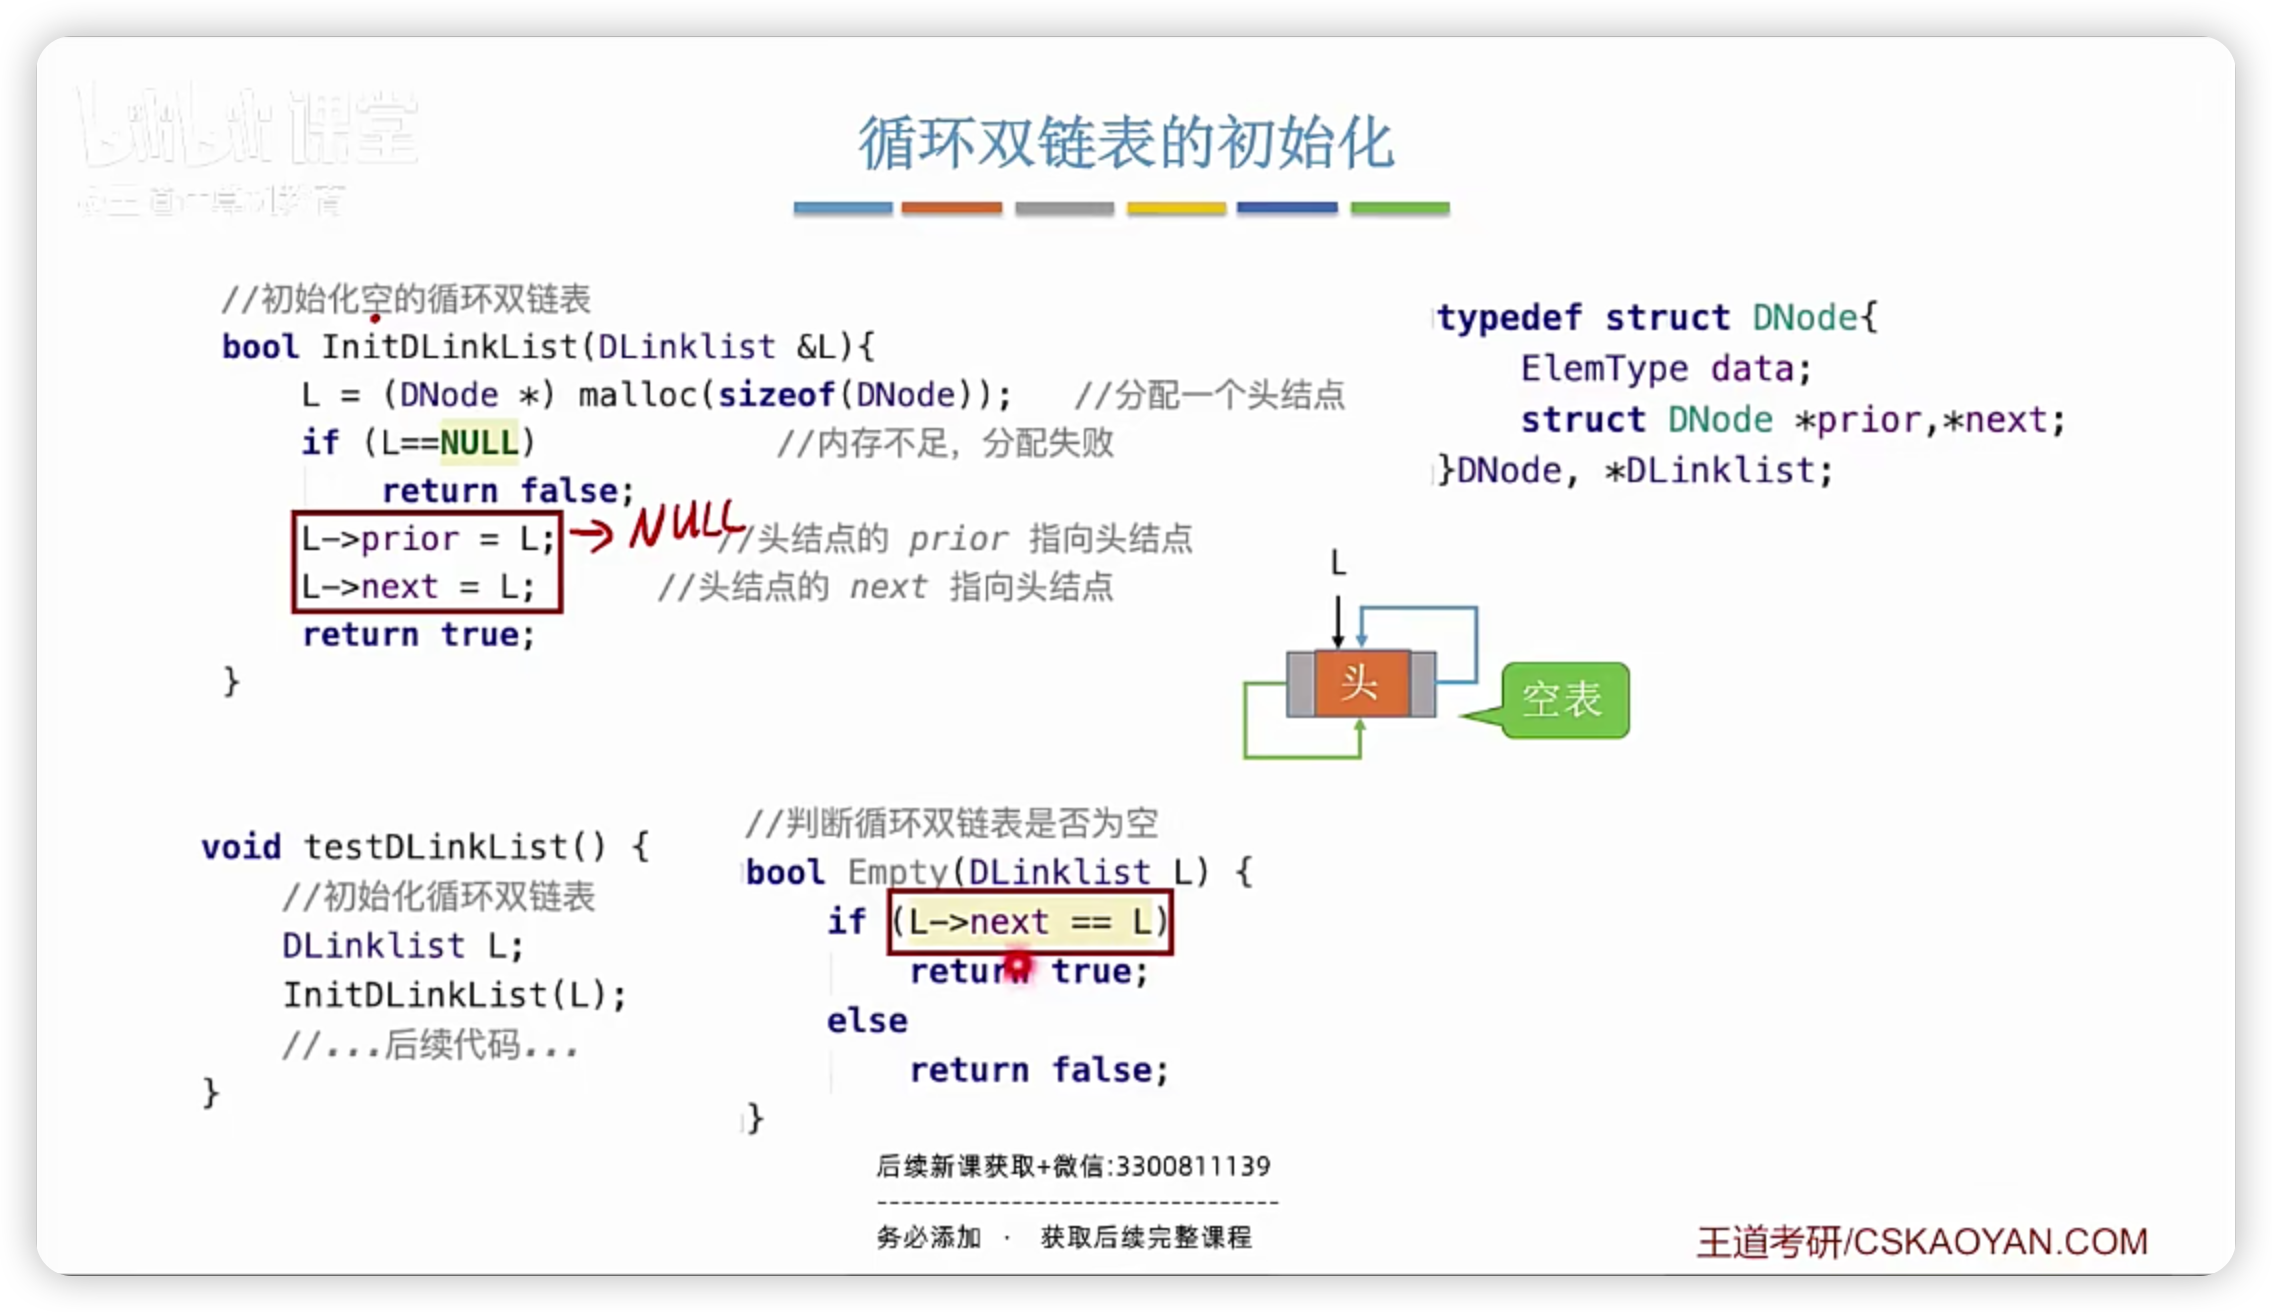 课堂
循环双链表的初始化
//初始化空的循环双链表
bool InitDLinkList(DLinklist &L){
L = (DNode *) malloc(sizeof(DNode)); //分配一个头结点
if (L==NULL) //内存不足，分配失败
return false;
L->prior = L; → NULL //头结点的 prior 指向头结点
L->next = L; //头结点的 next 指向头结点
return true;
}
typedef struct DNode{
ElemType data;
struct DNode *prior,*next;
}DNode, *DLinklist;
L
头
空表
void testDLinkList() {
//初始化循环双链表
DLinklist L;
InitDLinkList(L);
//...后续代码...
}
//判断循环双链表是否为空
bool Empty(DLinklist L) {
if (L->next == L)
return true;
else
return false;
}
后续新课获取+微信:3300811139
---------------------------------
务必添加 · 获取后续完整课程
王道考研/CSKAOYAN.COM